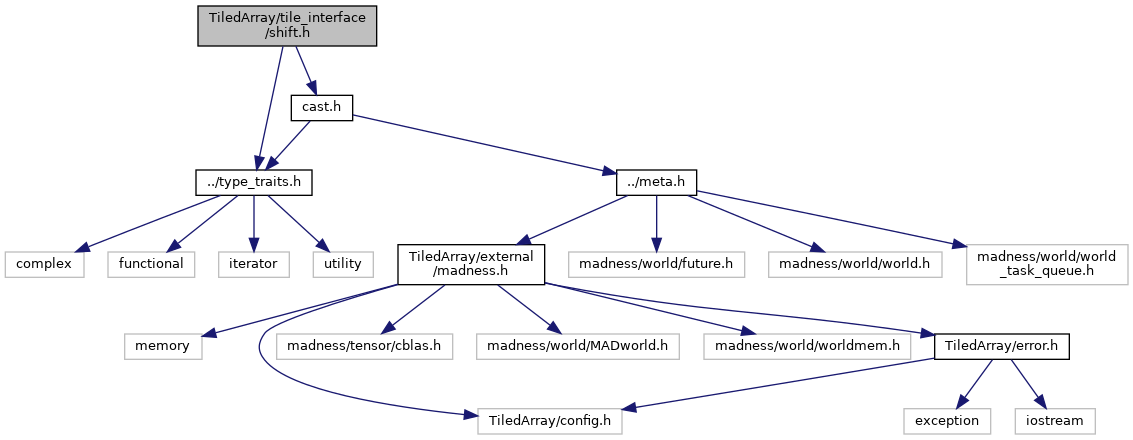 TiledArray/tile_interface
/shift.h
cast.h
../type_traits.h
../meta.h
complex
functional
iterator
utility
TiledArray/external
/madness.h
madness/world/future.h
madness/world/world.h
madness/world/world
_task_queue.h
memory
madness/tensor/cblas.h
madness/world/MADworld.h
madness/world/worldmem.h
TiledArray/error.h
TiledArray/config.h
exception
iostream